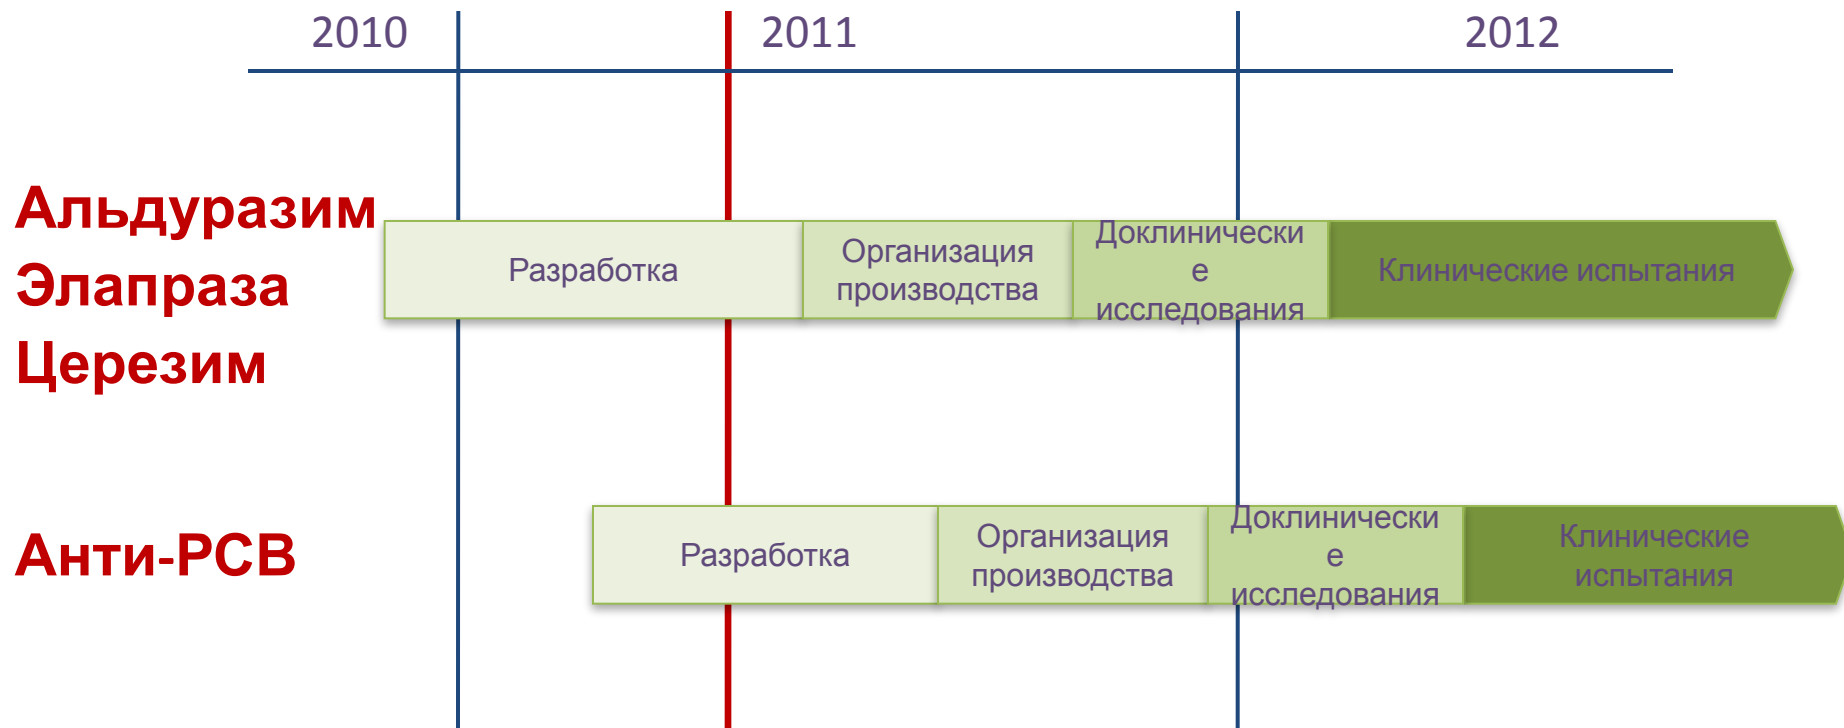 2010
2011
2012
Альдуразим
Элапраза
Церезим
Разработка
Организация
производства
Доклинически
е
исследования
Клинические испытания
Анти-РСВ
Разработка
Организация
производства
Доклинически
е
исследования
Клинические
испытания